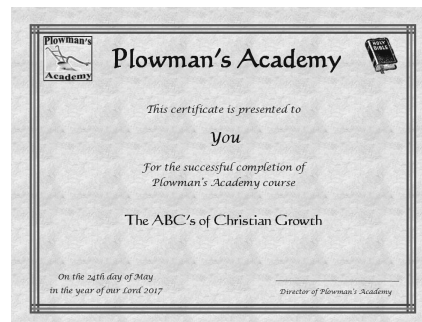 Plowman's
Academy
Plowman's Academy
HOLY
BIBLE
This certificate is presented to
You
For the successful completion of
Plowman's Academy course
The ABC's of Christian Growth
On the 24th day of May
in the year of our Lord 2017
Director of Plowman's Academy